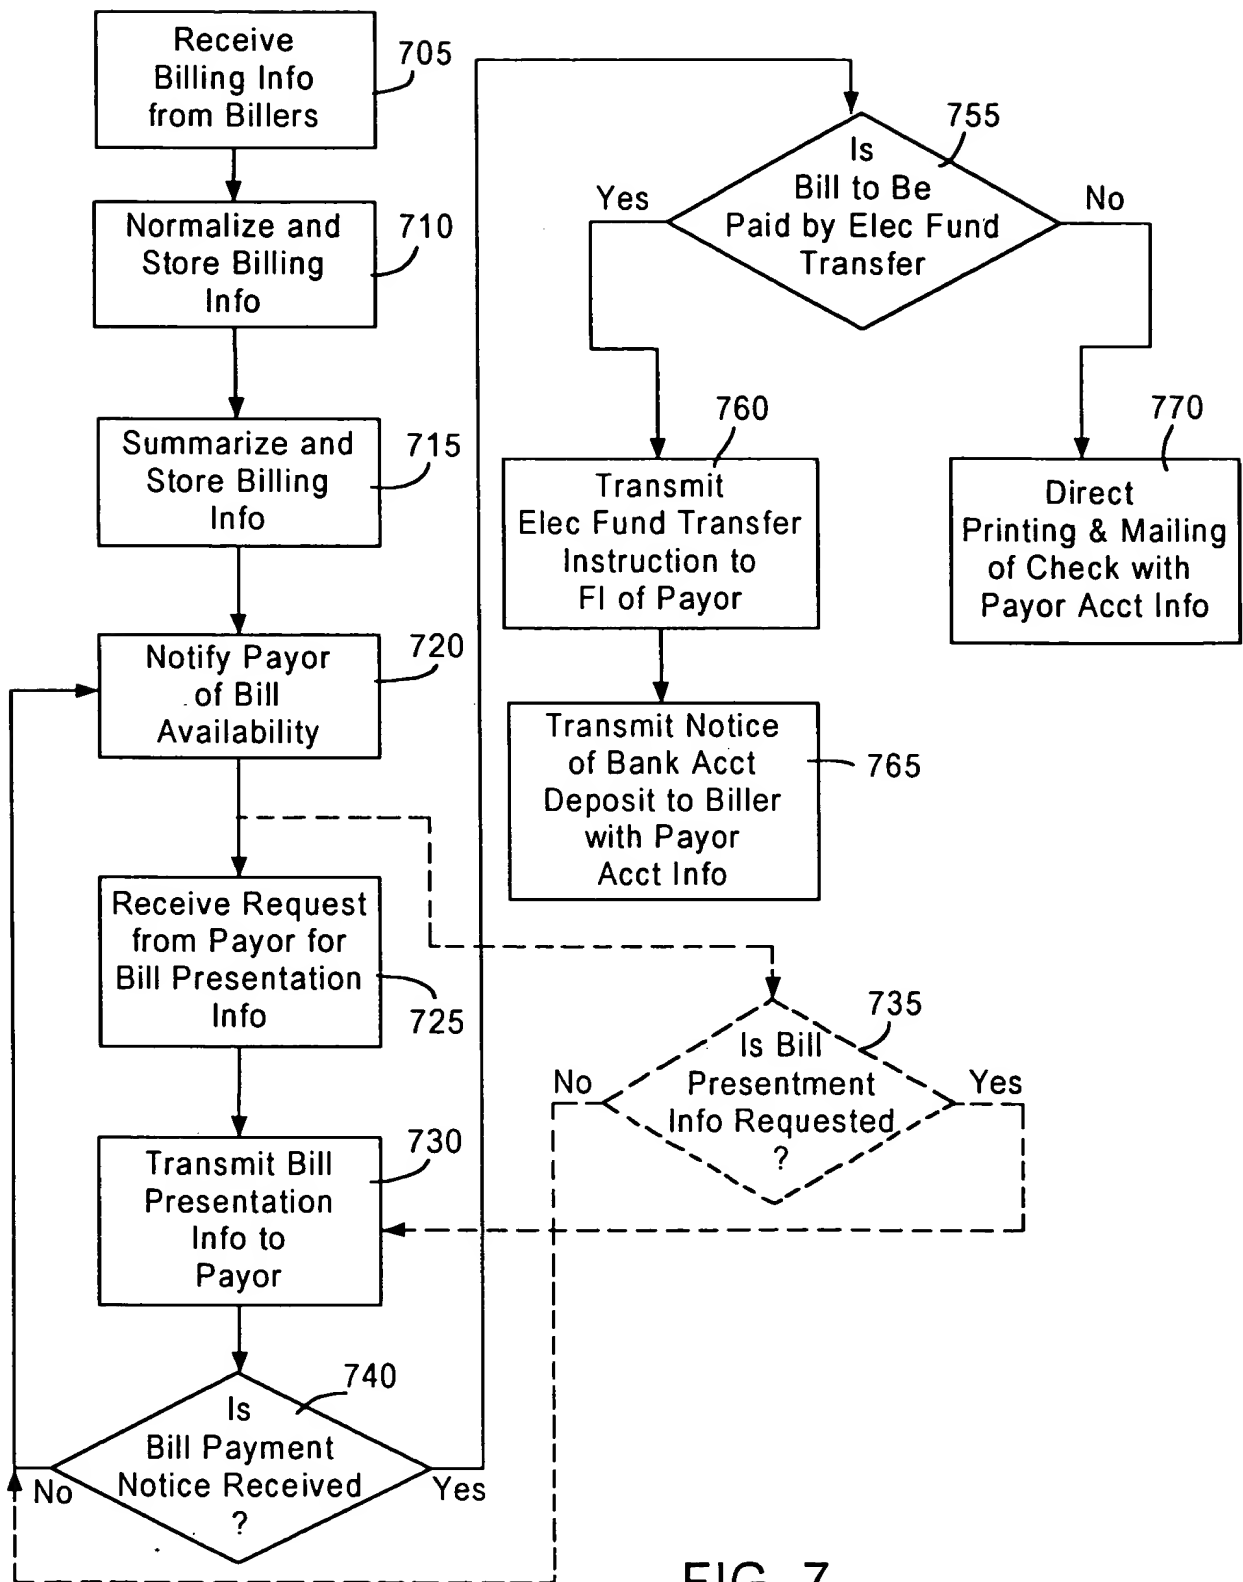 Receive
Billing Info
from Billers
705
Normalize and
Store Billing
Info
710
Summarize and
Store Billing
Info
715
Notify Payor
of Bill
Availability
720
Receive Request
from Payor for
Bill Presentation
Info
725
Transmit Bill
Presentation
Info to
Payor
730
Is Bill
Presentment
Info Requested
?
735
No
Yes
Is
Bill Payment
Notice Received
?
740
No
Yes
Is
Bill to Be
Paid by Elec Fund
Transfer
755
Yes
No
Transmit
Elec Fund Transfer
Instruction to
FI of Payor
760
Transmit Notice
of Bank Acct
Deposit to Biller
with Payor
Acct Info
765
Direct
Printing & Mailing
of Check with
Payor Acct Info
770
FIG. 7